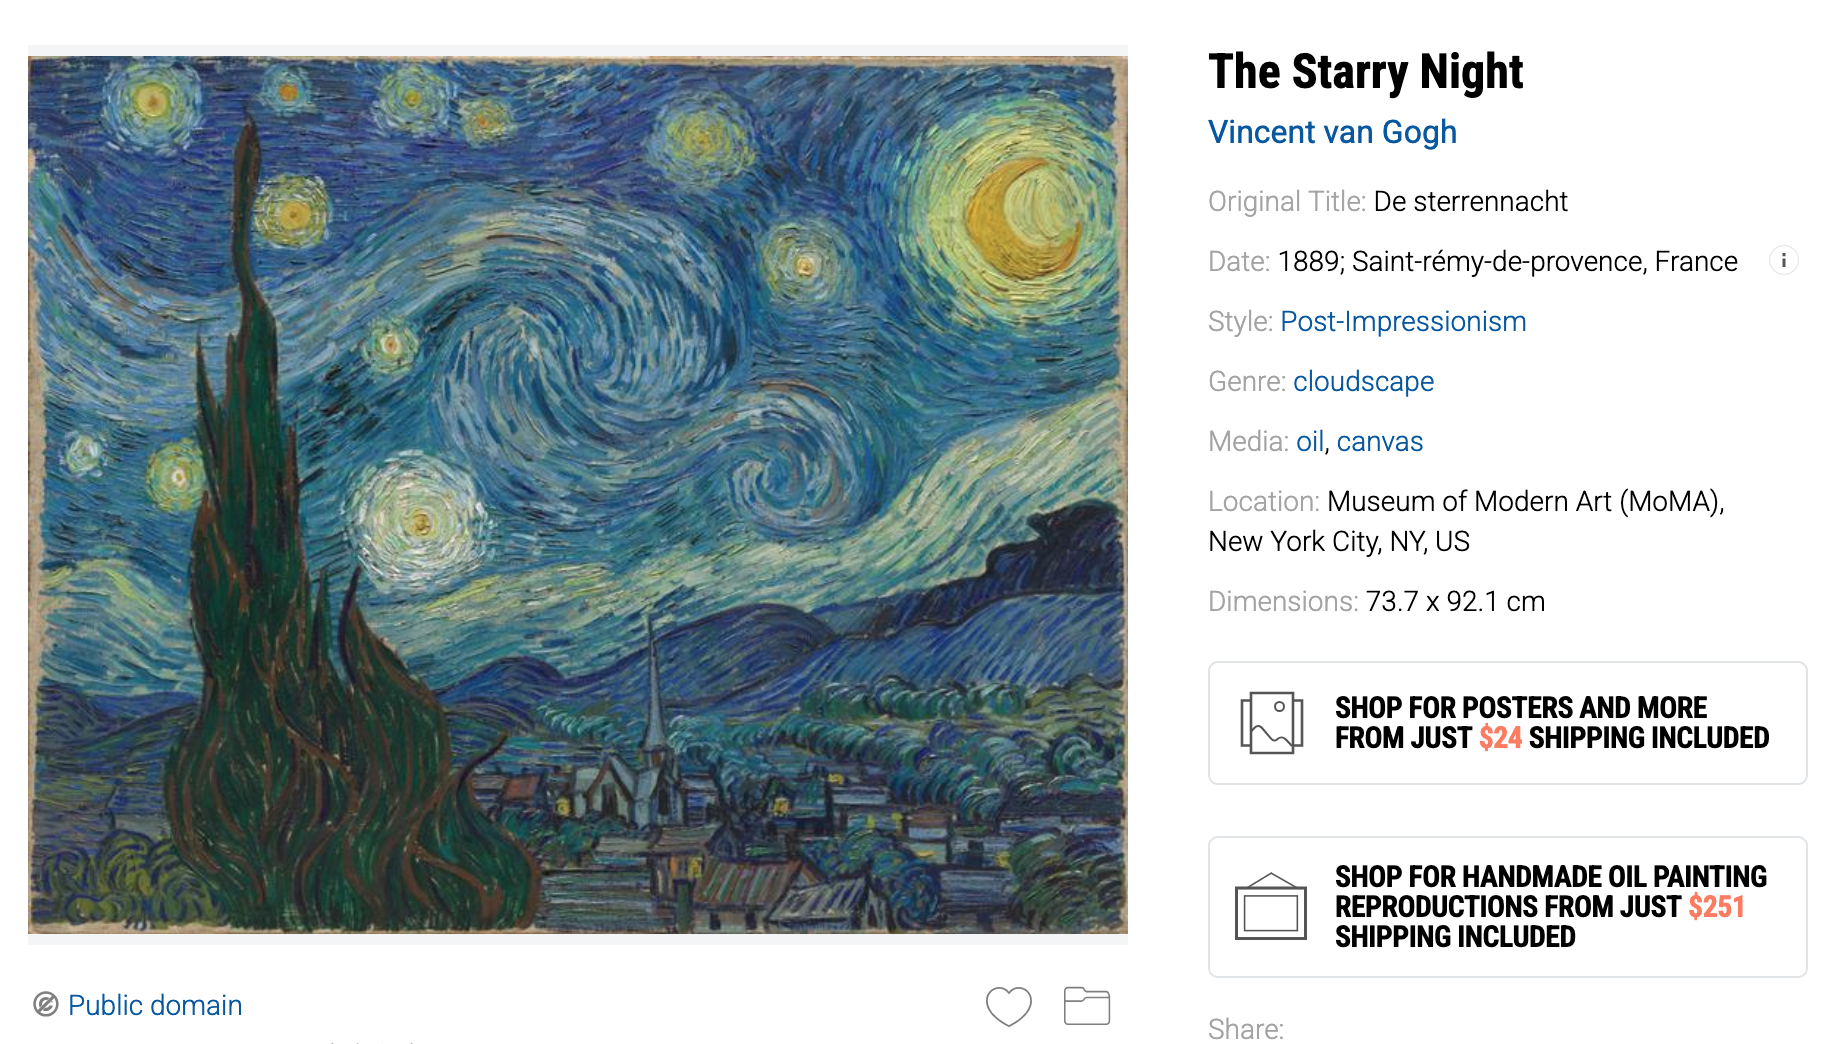 The Starry Night
Vincent van Gogh
Original Title: De sterrennacht
Date: 1889; Saint-rémy-de-provence, France
Style: Post-Impressionism
Genre: cloudscape
Media: oil, canvas
Location: Museum of Modern Art (MoMA),
New York City, NY, US
Dimensions: 73.7 x 92.1 cm
SHOP FOR POSTERS AND MORE
FROM JUST $24 SHIPPING INCLUDED
SHOP FOR HANDMADE OIL PAINTING
REPRODUCTIONS FROM JUST $251
SHIPPING INCLUDED
Public domain
Share: